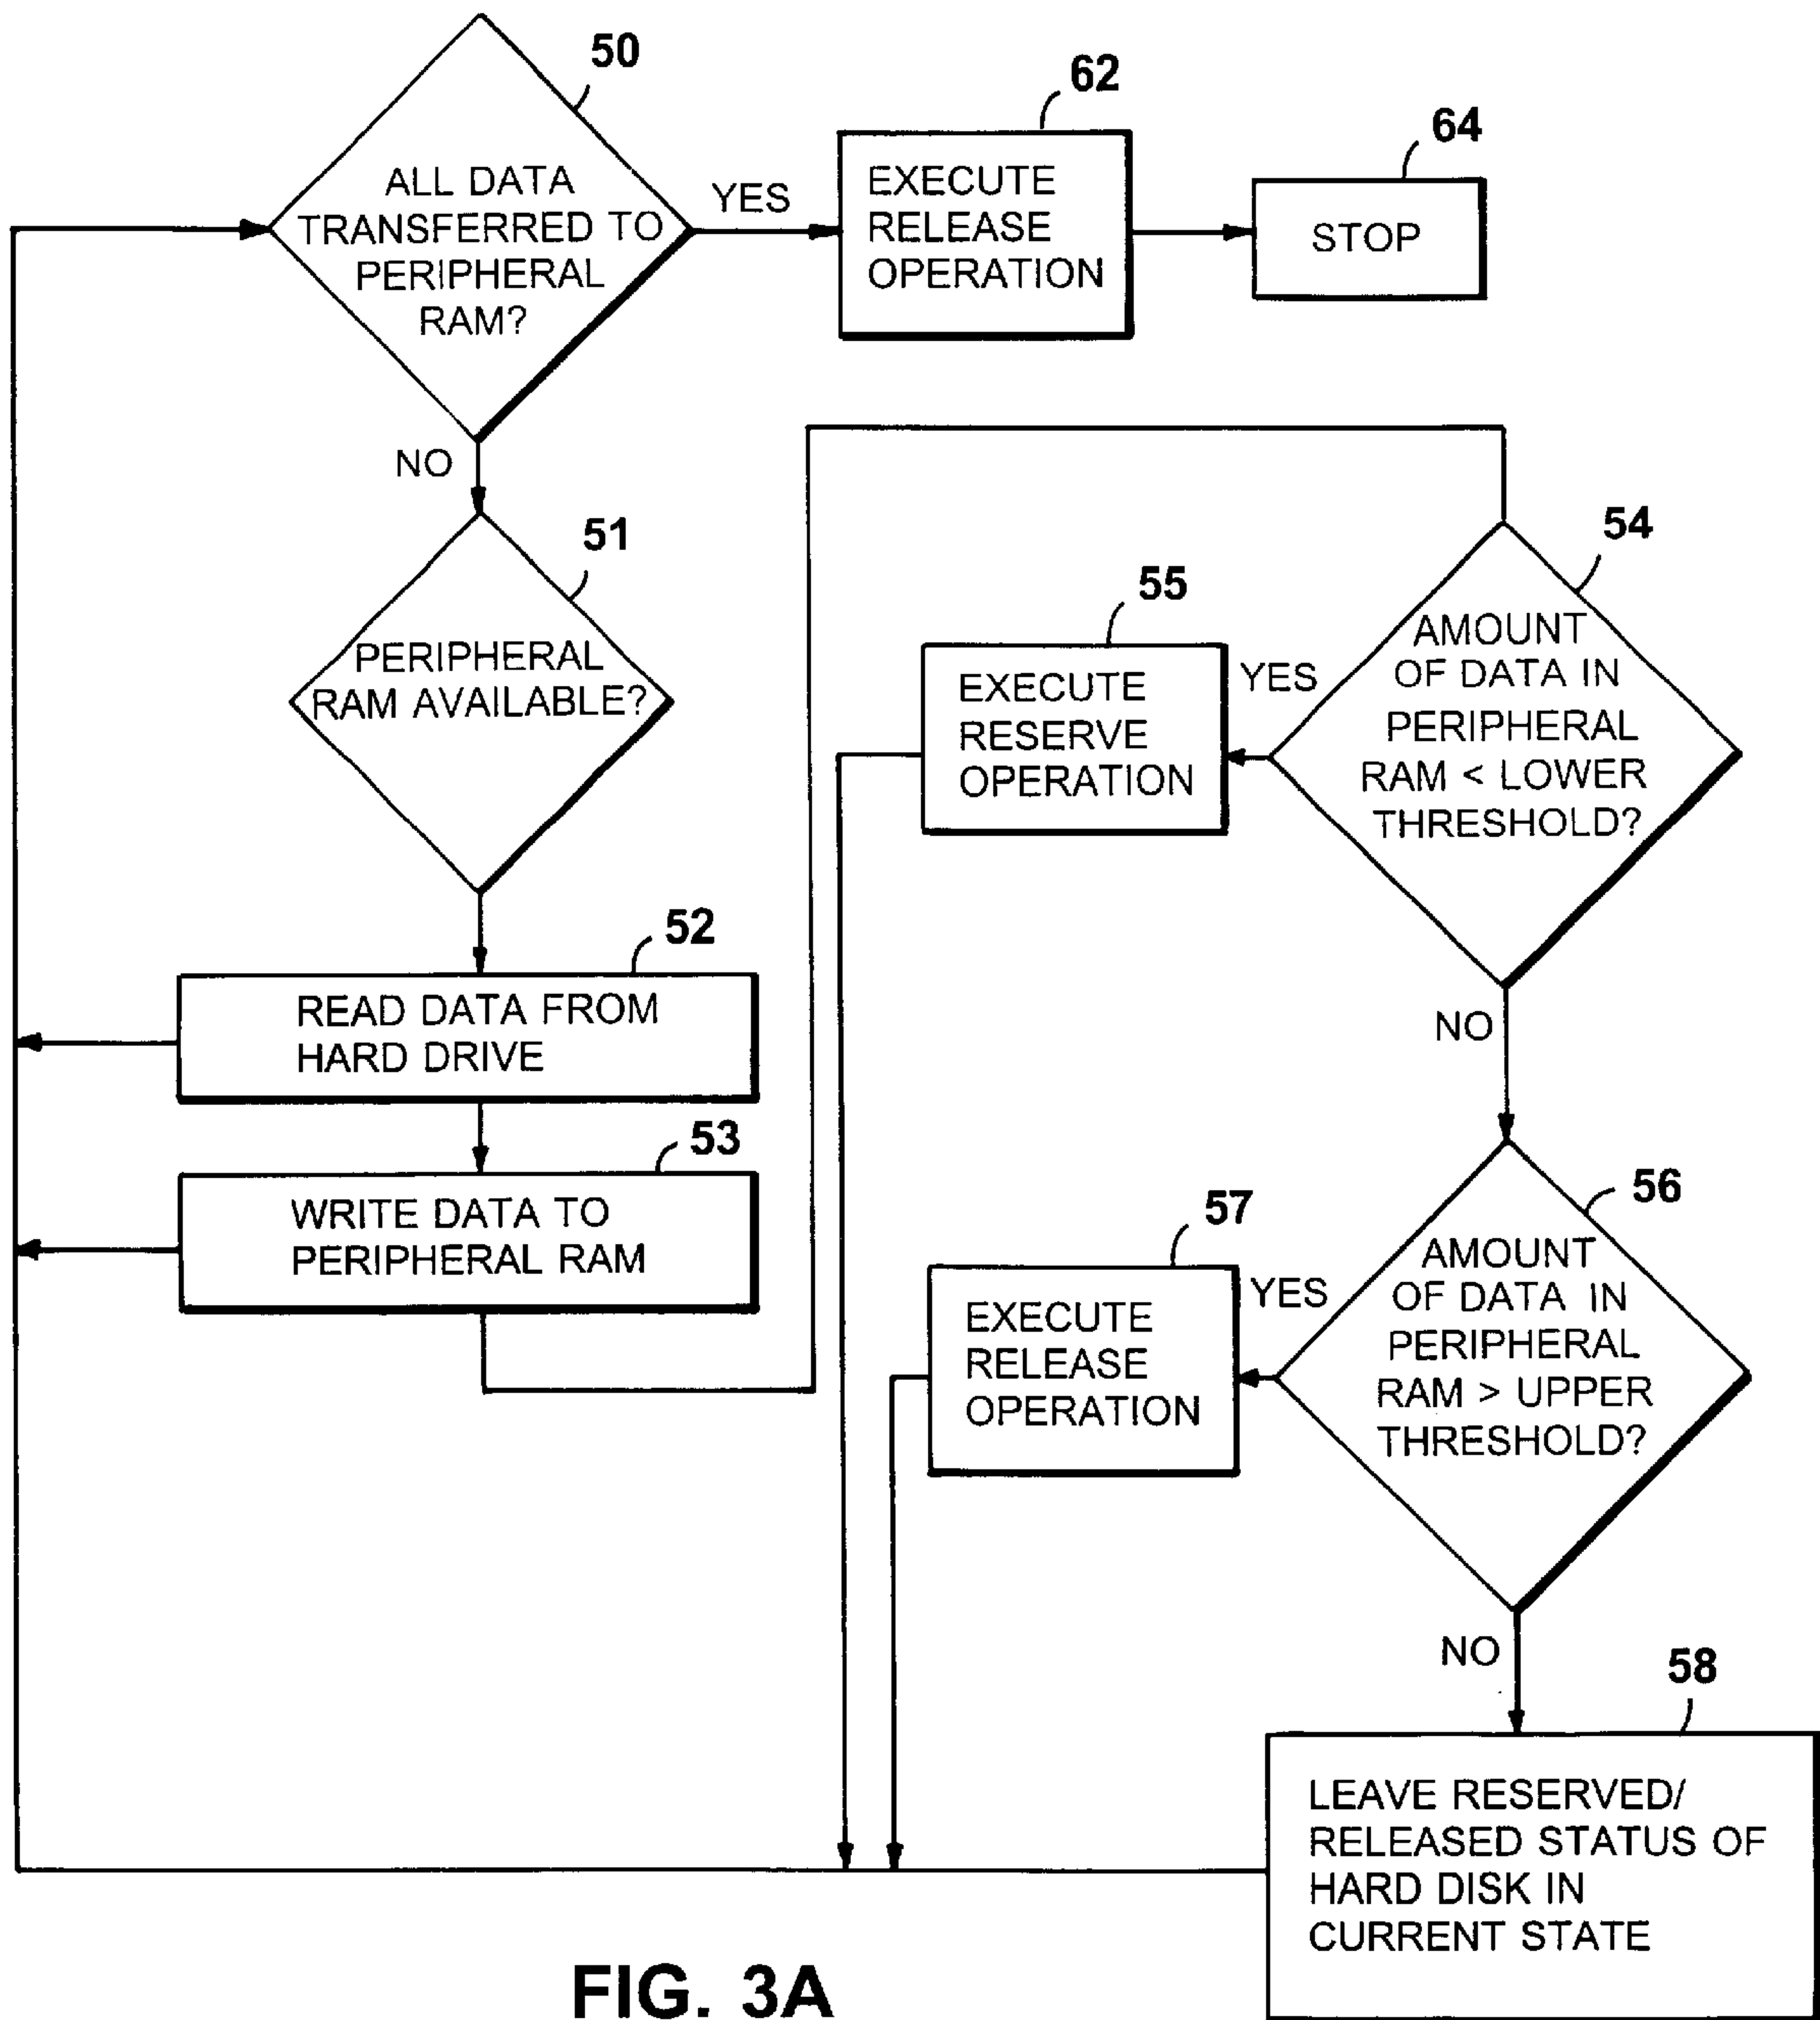 50
ALL DATA
TRANSFERRED TO
PERIPHERAL
RAM?
YES
62
EXECUTE
RELEASE
OPERATION
64
STOP
NO
51
PERIPHERAL
RAM AVAILABLE?
52
READ DATA FROM
HARD DRIVE
53
WRITE DATA TO
PERIPHERAL RAM
54
AMOUNT
OF DATA IN
PERIPHERAL
RAM < LOWER
THRESHOLD?
YES
55
EXECUTE
RESERVE
OPERATION
NO
56
AMOUNT
OF DATA IN
PERIPHERAL
RAM > UPPER
THRESHOLD?
YES
57
EXECUTE
RELEASE
OPERATION
NO
58
LEAVE RESERVED/
RELEASED STATUS OF
HARD DISK IN
CURRENT STATE
FIG. 3A